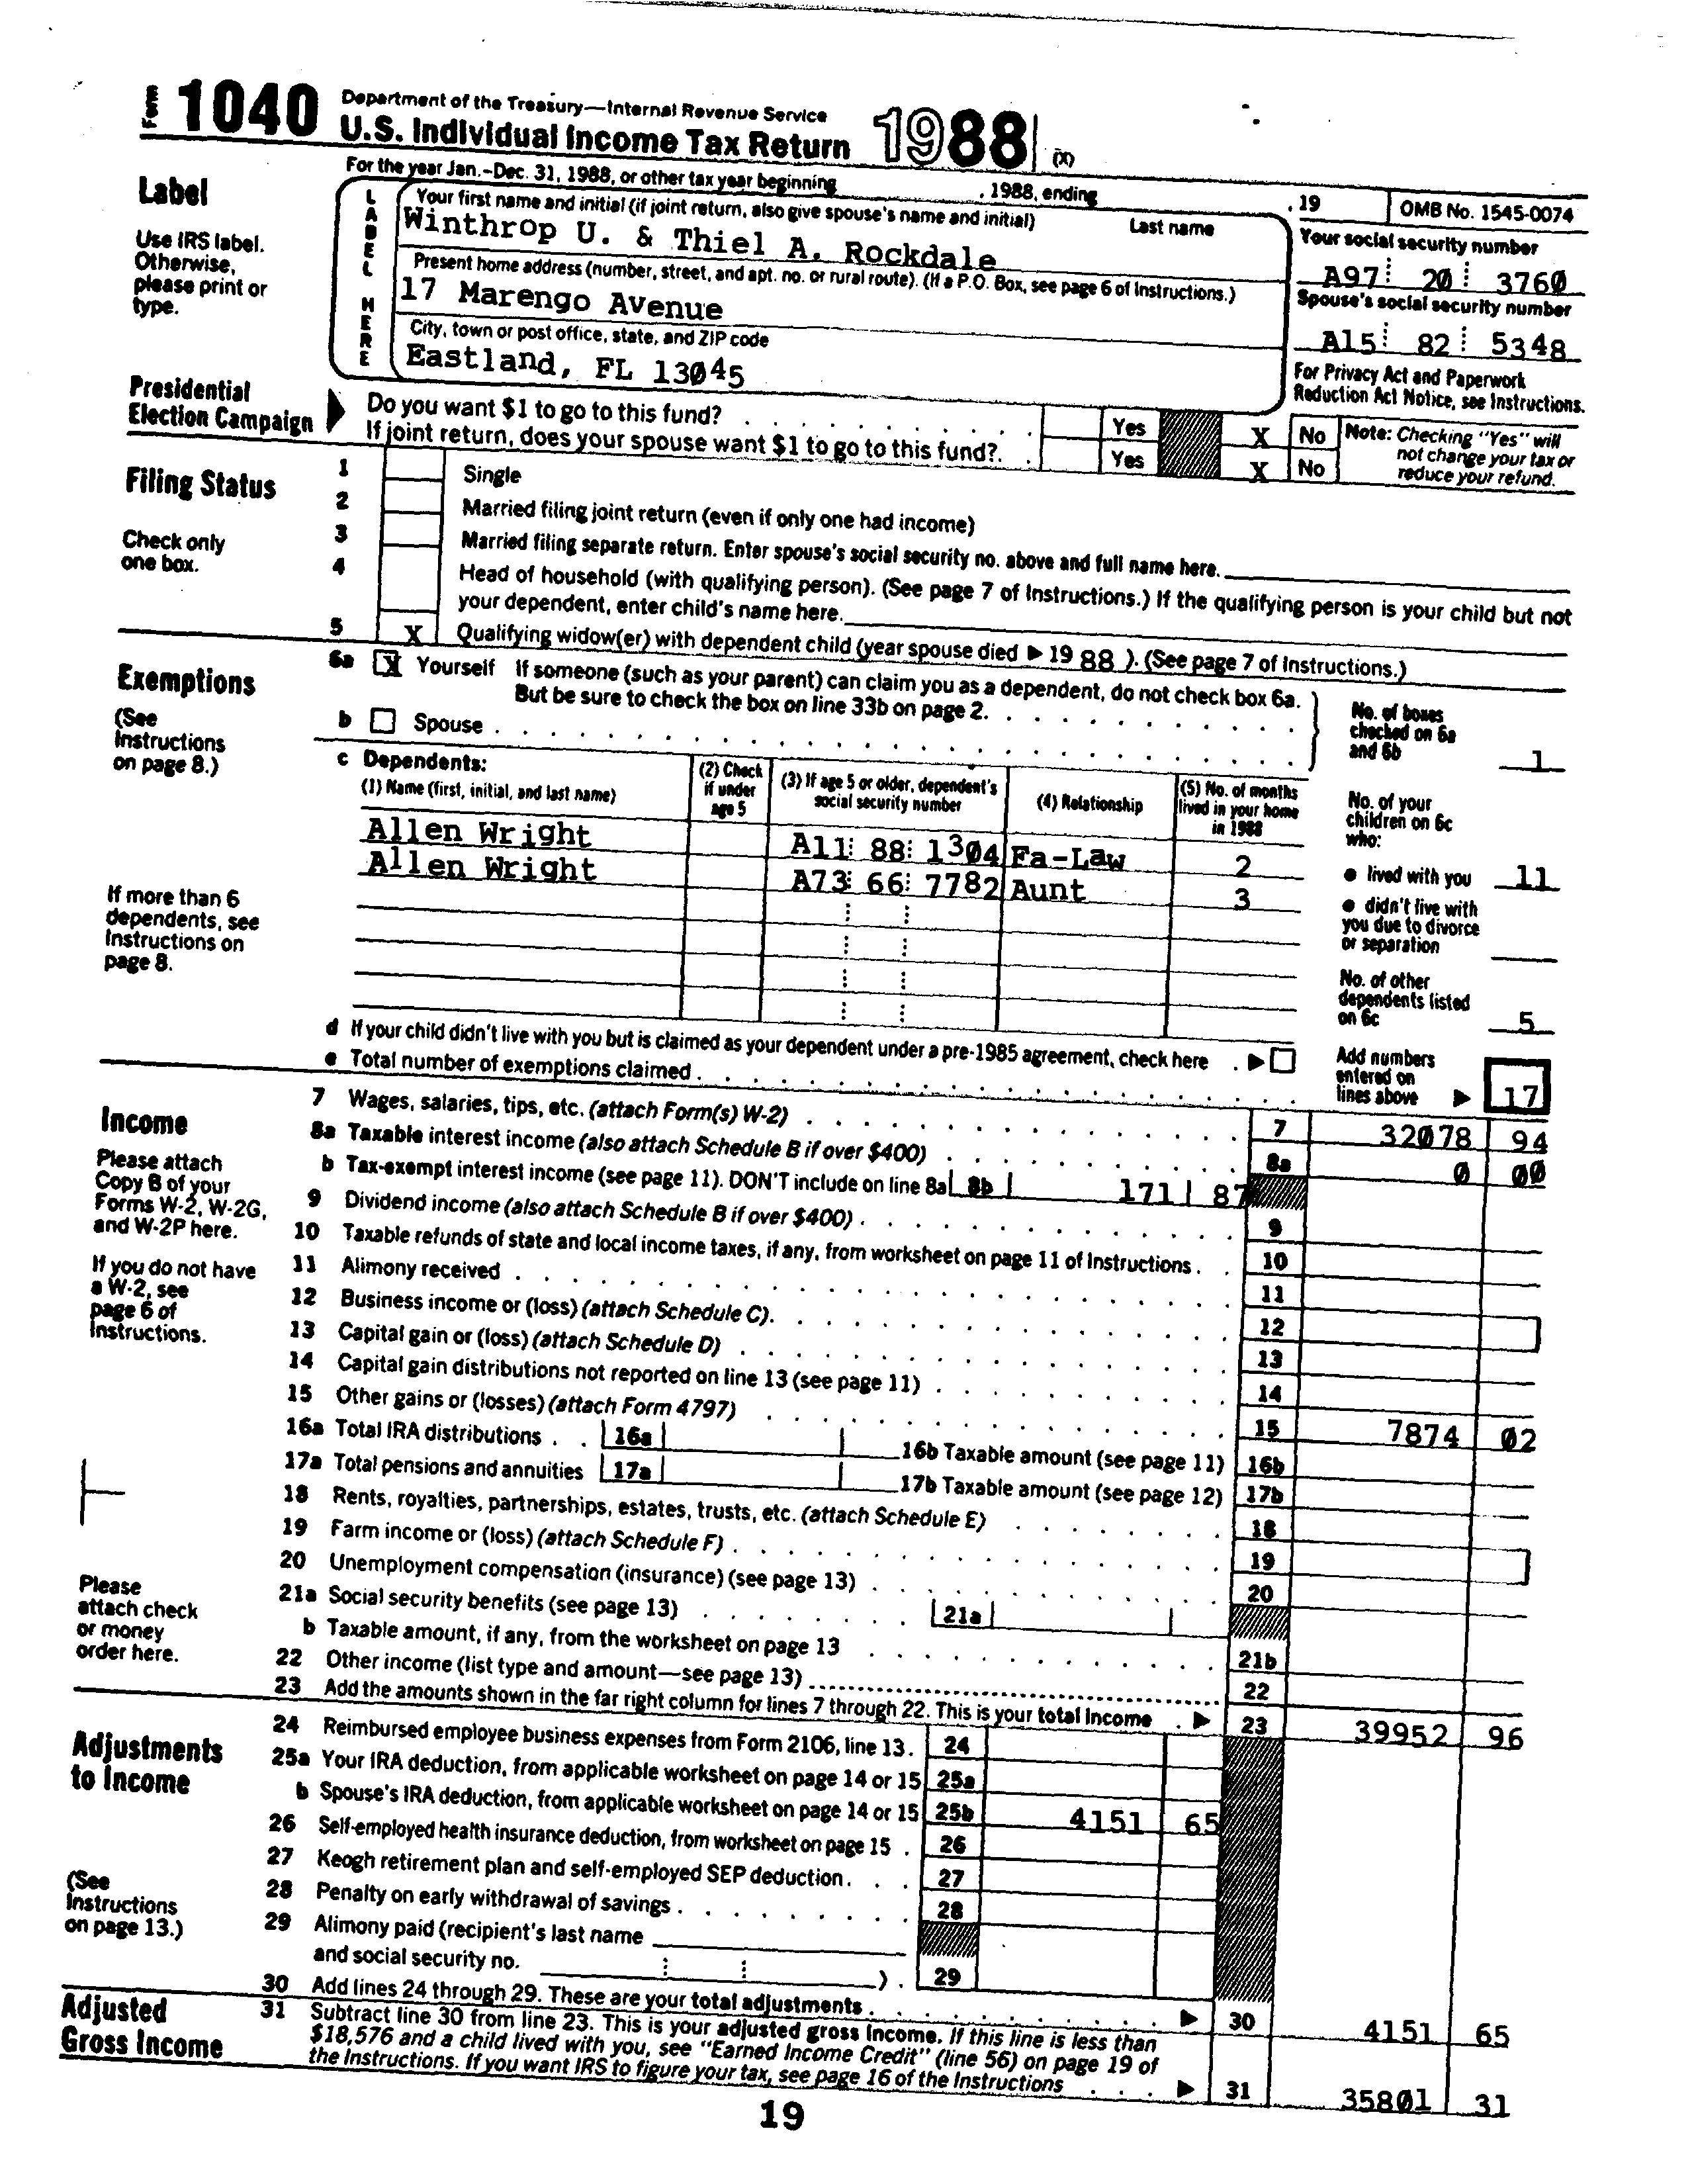 Form 1040 Department of the Treasury—Internal Revenue Service
U.S. Individual Income Tax Return 1988 (X)
For the year Jan.–Dec. 31, 1988, or other tax year beginning , 1988, ending , 19 OMB No. 1545-0074
Label
Use IRS label. Otherwise, please print or type.
LABEL HERE
Your first name and initial (if joint return, also give spouse's name and initial) Last name
Winthrop U. & Thiel A. Rockdale
Your social security number
A97 20 3760
Present home address (number, street, and apt. no. or rural route). (If a P.O. Box, see page 6 of Instructions.)
17 Marengo Avenue
Spouse's social security number
A15 82 5348
City, town or post office, state, and ZIP code
Eastland, FL 13045
For Privacy Act and Paperwork Reduction Act Notice, see Instructions.
Presidential Election Campaign
Do you want $1 to go to this fund? Yes X No
If joint return, does your spouse want $1 to go to this fund? Yes X No
Note: Checking "Yes" will not change your tax or reduce your refund.
Filing Status
Check only one box.
1 Single
2 Married filing joint return (even if only one had income)
3 Married filing separate return. Enter spouse's social security no. above and full name here.
4 Head of household (with qualifying person). (See page 7 of Instructions.) If the qualifying person is your child but not
your dependent, enter child's name here.
5 X Qualifying widow(er) with dependent child (year spouse died ▶ 19 88 ). (See page 7 of Instructions.)
Exemptions
(See Instructions on page 8.)
6a X Yourself If someone (such as your parent) can claim you as a dependent, do not check box 6a.
But be sure to check the box on line 33b on page 2.
b Spouse
No. of boxes checked on 6a and 6b 1
c Dependents:
(1) Name (first, initial, and last name) (2) Check if under age 5 (3) If age 5 or older, dependent's social security number (4) Relationship (5) No. of months lived in your home in 1988
Allen Wright A11 88 1304 Fa-Law 2
Allen Wright A73 66 7782 Aunt 3
If more than 6 dependents, see Instructions on page 8.
No. of your children on 6c who:
● lived with you 11
● didn't live with you due to divorce or separation
No. of other dependents listed on 6c 5
d If your child didn't live with you but is claimed as your dependent under a pre-1985 agreement, check here ▶
e Total number of exemptions claimed
Add numbers entered on lines above ▶ 17
Income
Please attach Copy B of your Forms W-2, W-2G, and W-2P here.
If you do not have a W-2, see page 6 of Instructions.
Please attach check or money order here.
7 Wages, salaries, tips, etc. (attach Form(s) W-2) 7 32078 94
8a Taxable interest income (also attach Schedule B if over $400) 8a 0 00
b Tax-exempt interest income (see page 11). DON'T include on line 8a 8b 171 87
9 Dividend income (also attach Schedule B if over $400) 9
10 Taxable refunds of state and local income taxes, if any, from worksheet on page 11 of Instructions 10
11 Alimony received 11
12 Business income or (loss) (attach Schedule C) 12
13 Capital gain or (loss) (attach Schedule D) 13
14 Capital gain distributions not reported on line 13 (see page 11) 14
15 Other gains or (losses) (attach Form 4797) 15 7874 02
16a Total IRA distributions 16a 16b Taxable amount (see page 11) 16b
17a Total pensions and annuities 17a 17b Taxable amount (see page 12) 17b
18 Rents, royalties, partnerships, estates, trusts, etc. (attach Schedule E) 18
19 Farm income or (loss) (attach Schedule F) 19
20 Unemployment compensation (insurance) (see page 13) 20
21a Social security benefits (see page 13) 21a
b Taxable amount, if any, from the worksheet on page 13 21b
22 Other income (list type and amount—see page 13) 22
23 Add the amounts shown in the far right column for lines 7 through 22. This is your total income ▶ 23 39952 96
Adjustments to Income
(See Instructions on page 13.)
24 Reimbursed employee business expenses from Form 2106, line 13. 24
25a Your IRA deduction, from applicable worksheet on page 14 or 15 25a
b Spouse's IRA deduction, from applicable worksheet on page 14 or 15 25b 4151 65
26 Self-employed health insurance deduction, from worksheet on page 15 26
27 Keogh retirement plan and self-employed SEP deduction 27
28 Penalty on early withdrawal of savings 28
29 Alimony paid (recipient's last name
and social security no. ) 29
30 Add lines 24 through 29. These are your total adjustments ▶ 30 4151 65
Adjusted Gross Income
31 Subtract line 30 from line 23. This is your adjusted gross income. If this line is less than
$18,576 and a child lived with you, see "Earned Income Credit" (line 56) on page 19 of
the Instructions. If you want IRS to figure your tax, see page 16 of the Instructions ▶ 31 35801 31
19